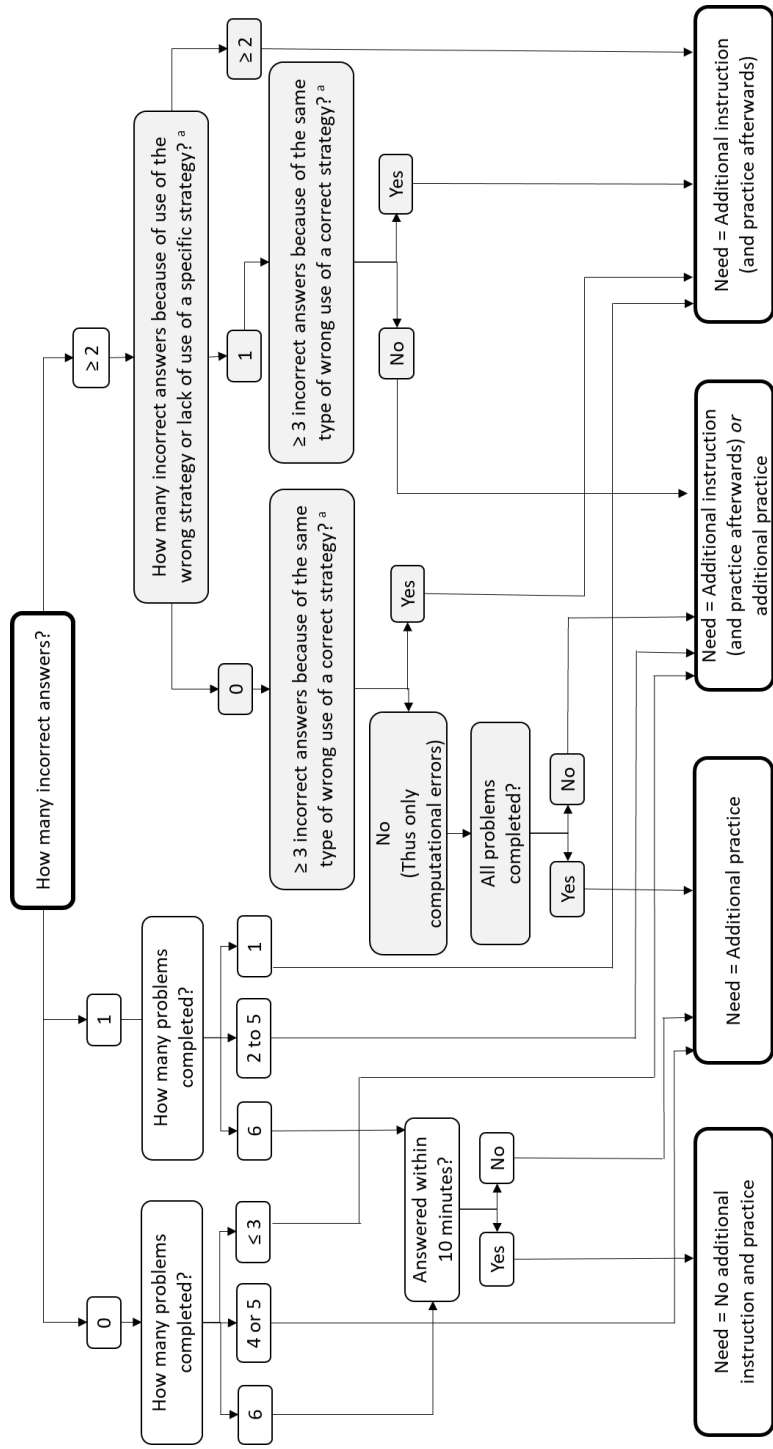 How many incorrect answers?
0
1
≥ 2
How many problems
completed?
How many problems
completed?
How many incorrect answers because of use of the
wrong strategy or lack of use of a specific strategy? ᵃ
6
4 or 5
≤ 3
6
2 to 5
1
0
1
≥ 2
≥ 3 incorrect answers because of the same
type of wrong use of a correct strategy? ᵃ
≥ 3 incorrect answers because of the same
type of wrong use of a correct strategy? ᵃ
No
(Thus only
computational errors)
Yes
No
Yes
Answered within
10 minutes?
All problems
completed?
Yes
No
Yes
No
Need = No additional
instruction and practice
Need = Additional practice
Need = Additional instruction
(and practice afterwards) or
additional practice
Need = Additional instruction
(and practice afterwards)